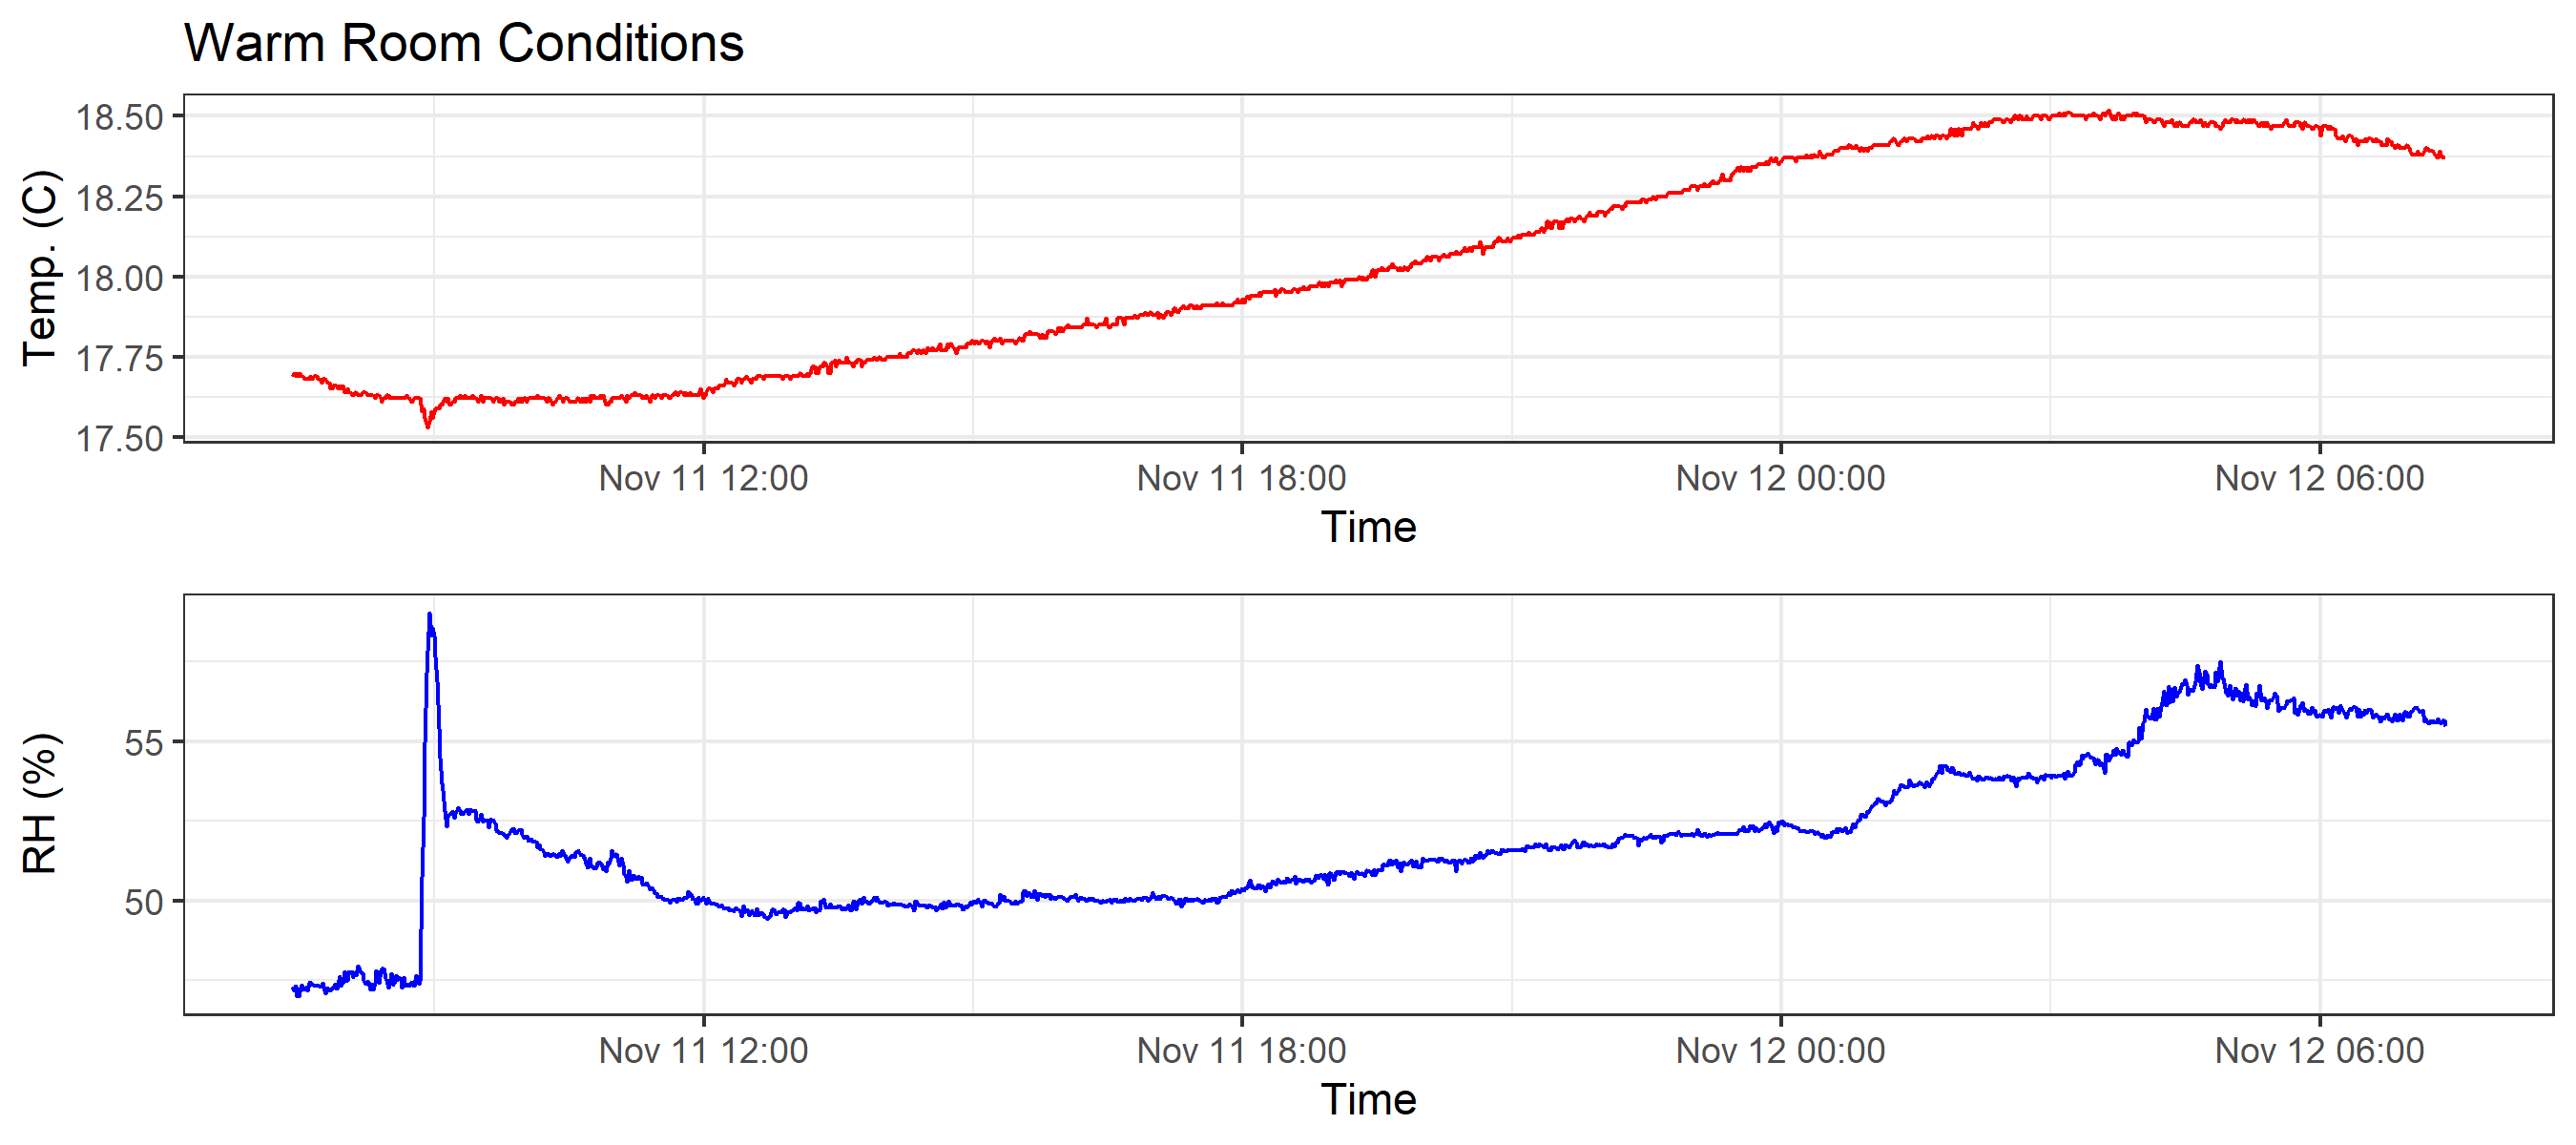 Warm Room Conditions
Temp. (C)
18.50
18.25
18.00
17.75
17.50
Nov 11 12:00 Nov 11 18:00 Nov 12 00:00 Nov 12 06:00
Time
RH (%)
55
50
Nov 11 12:00 Nov 11 18:00 Nov 12 00:00 Nov 12 06:00
Time